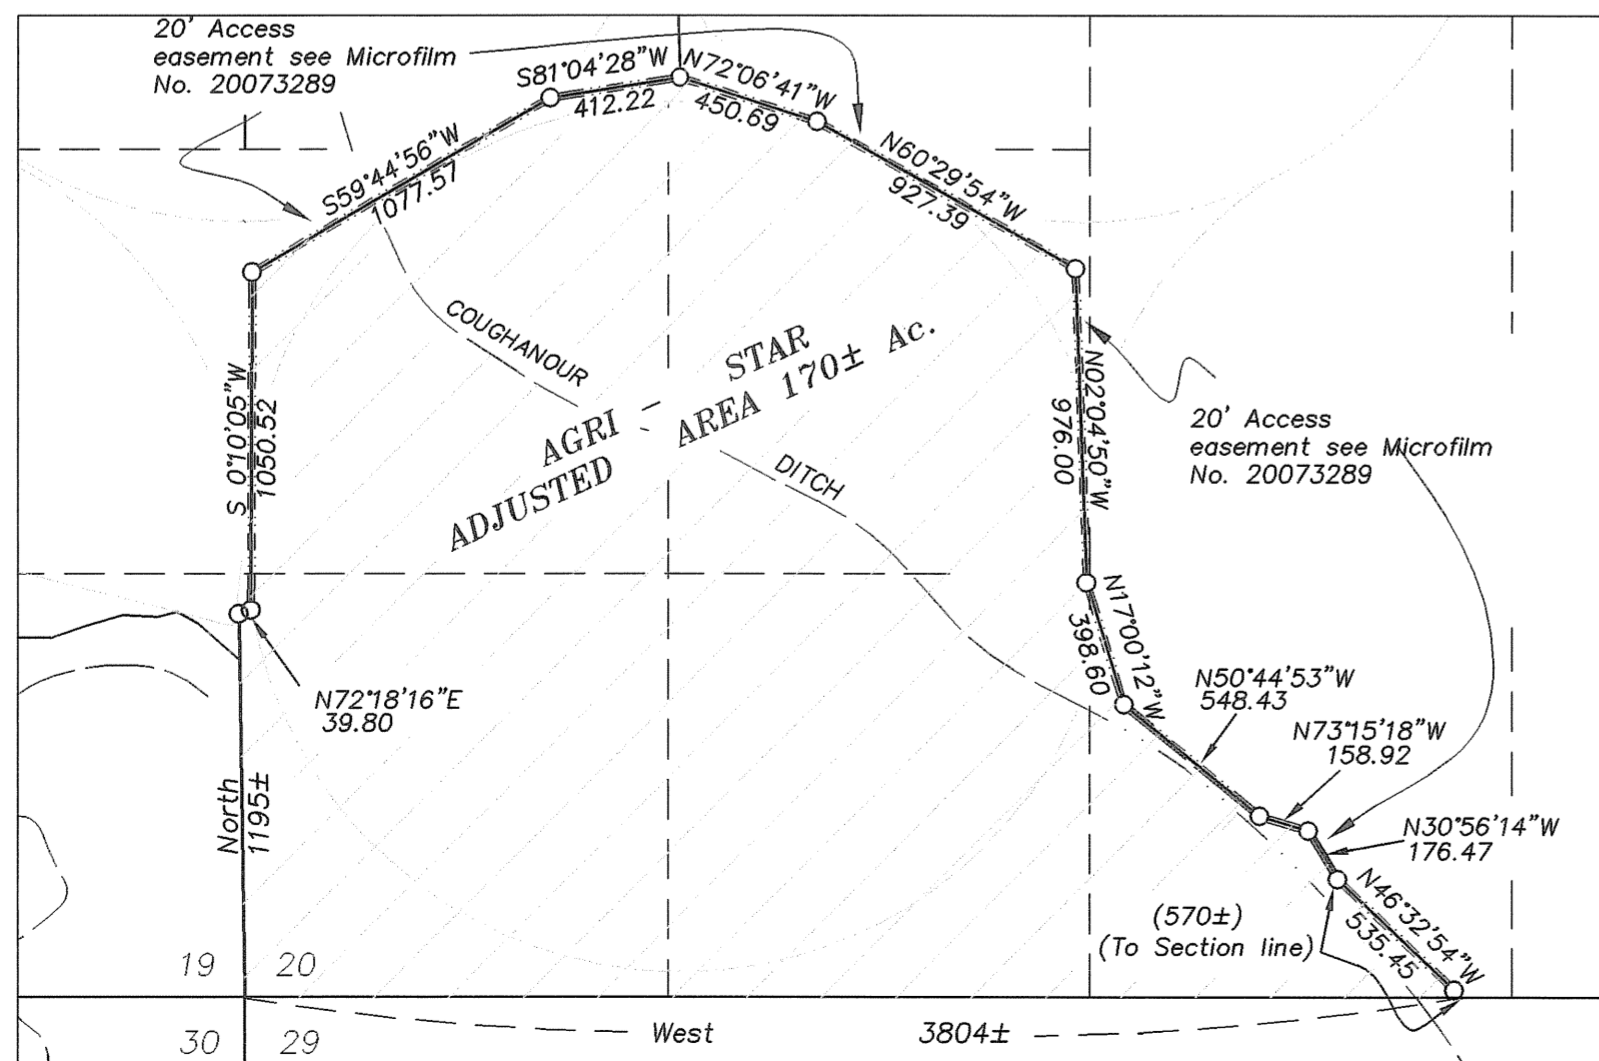 20' Access
easement see Microfilm
No. 20073289
S81°04'28"W
412.22
N72°06'41"W
450.69
S59°44'56"W
1077.57
N60°29'54"W
927.39
COUGHANOUR
DITCH
AGRI - STAR
ADJUSTED AREA 170± Ac.
S 0°10'05"W
1050.52
N02°04'50"W
976.00
20' Access
easement see Microfilm
No. 20073289
N17°00'12"W
398.60
N72°18'16"E
39.80
N50°44'53"W
548.43
N73°15'18"W
158.92
North
1195±
N30°56'14"W
176.47
N46°32'54"W
535.45
(570±)
(To Section line)
19 20
30 29
West 3804±